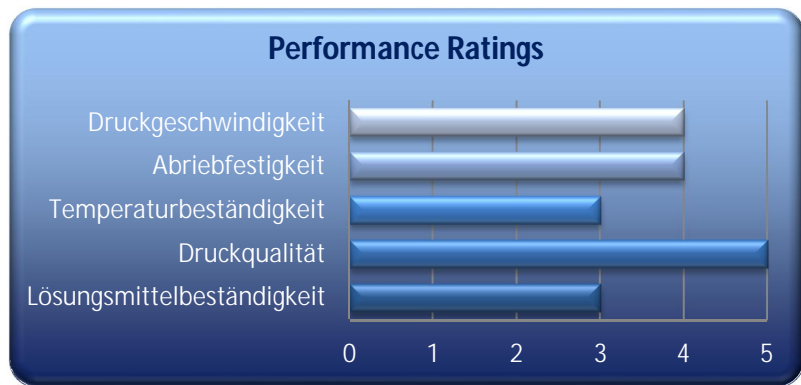 Performance Ratings
Druckgeschwindigkeit
Abriebfestigkeit
Temperaturbeständigkeit
Druckqualität
Lösungsmittelbeständigkeit
0 1 2 3 4 5